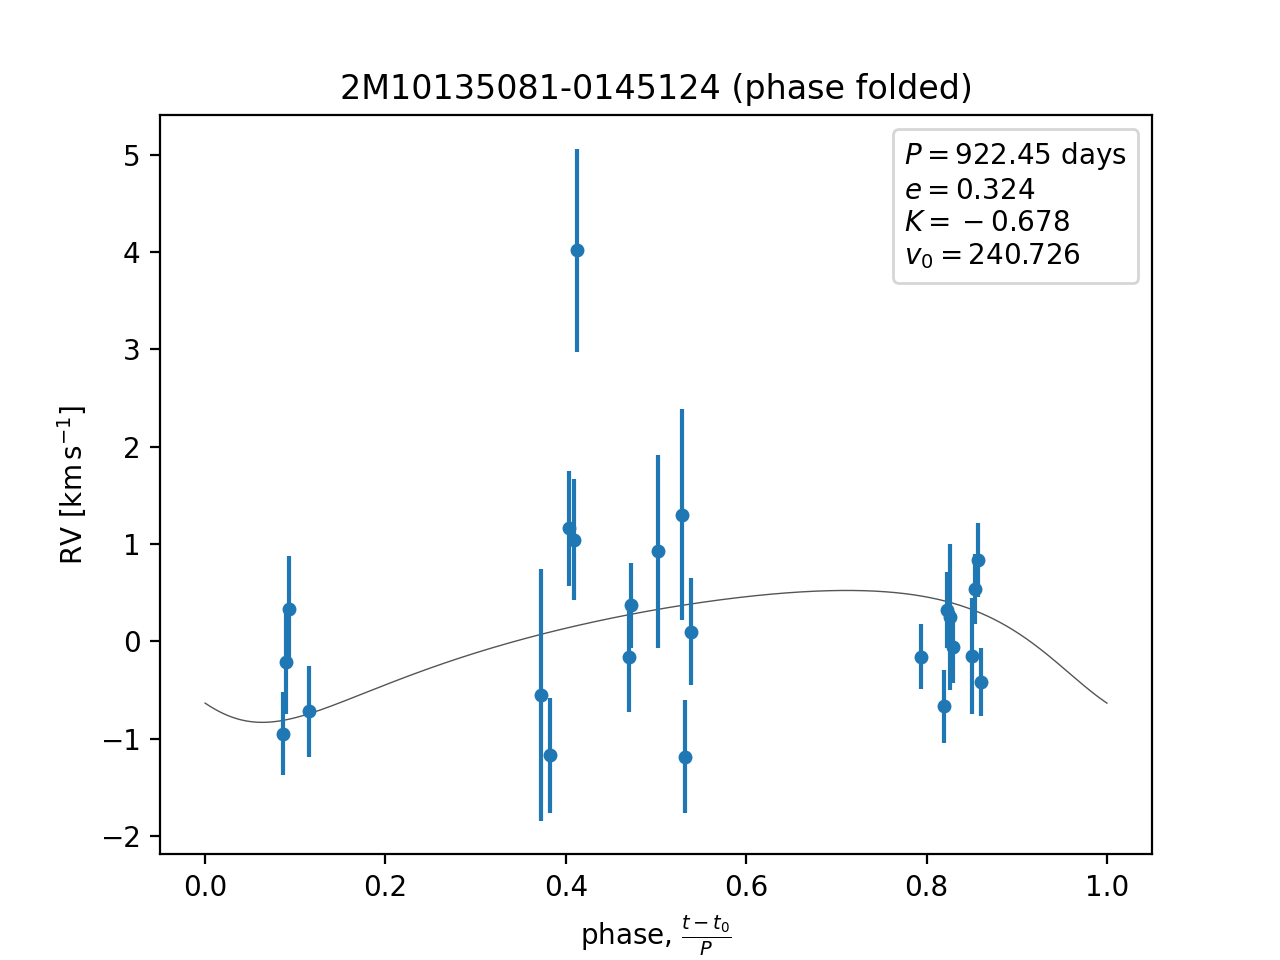 2M10135081-0145124 (phase folded)
P = 922.45 days
e = 0.324
K = −0.678
v₀ = 240.726
RV [km s⁻¹]
5
4
3
2
1
0
−1
−2
0.0 0.2 0.4 0.6 0.8 1.0
phase, (t − t₀)/P